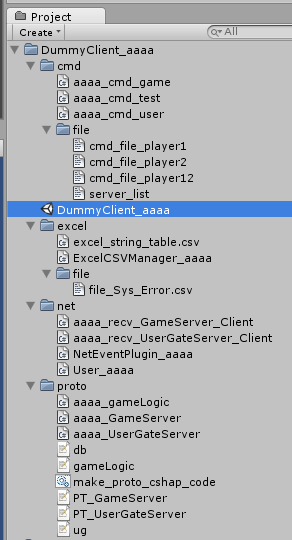 Project
Create
All
DummyClient_aaaa
cmd
aaaa_cmd_game
aaaa_cmd_test
aaaa_cmd_user
file
cmd_file_player1
cmd_file_player2
cmd_file_player12
server_list
DummyClient_aaaa
excel
excel_string_table.csv
ExcelCSVManager_aaaa
file
file_Sys_Error.csv
net
aaaa_recv_GameServer_Client
aaaa_recv_UserGateServer_Client
NetEventPlugin_aaaa
User_aaaa
proto
aaaa_gameLogic
aaaa_GameServer
aaaa_UserGateServer
db
gameLogic
make_proto_cshap_code
PT_GameServer
PT_UserGateServer
ug